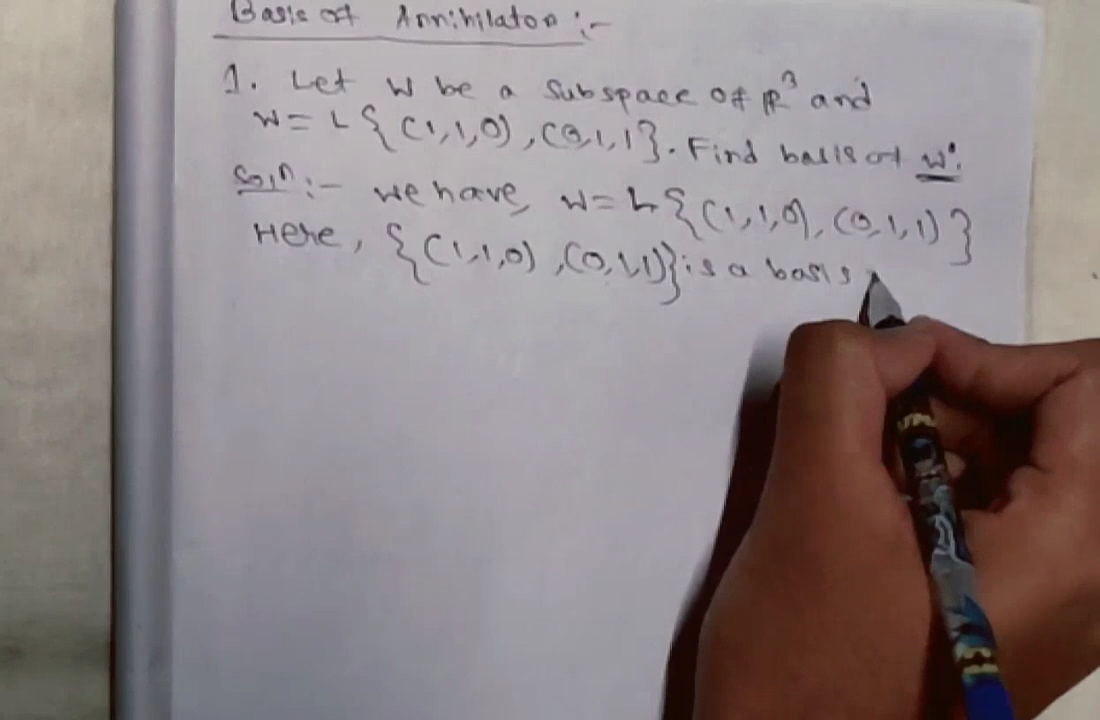 Basis of Annihilator :-
1. Let W be a subspace of ℝ³ and
W = L {(1,1,0), (0,1,1}. Find basis of W°.
Soln :- we have, W = L {(1,1,0), (0,1,1)}
Here, {(1,1,0), (0,1,1)} is a basis